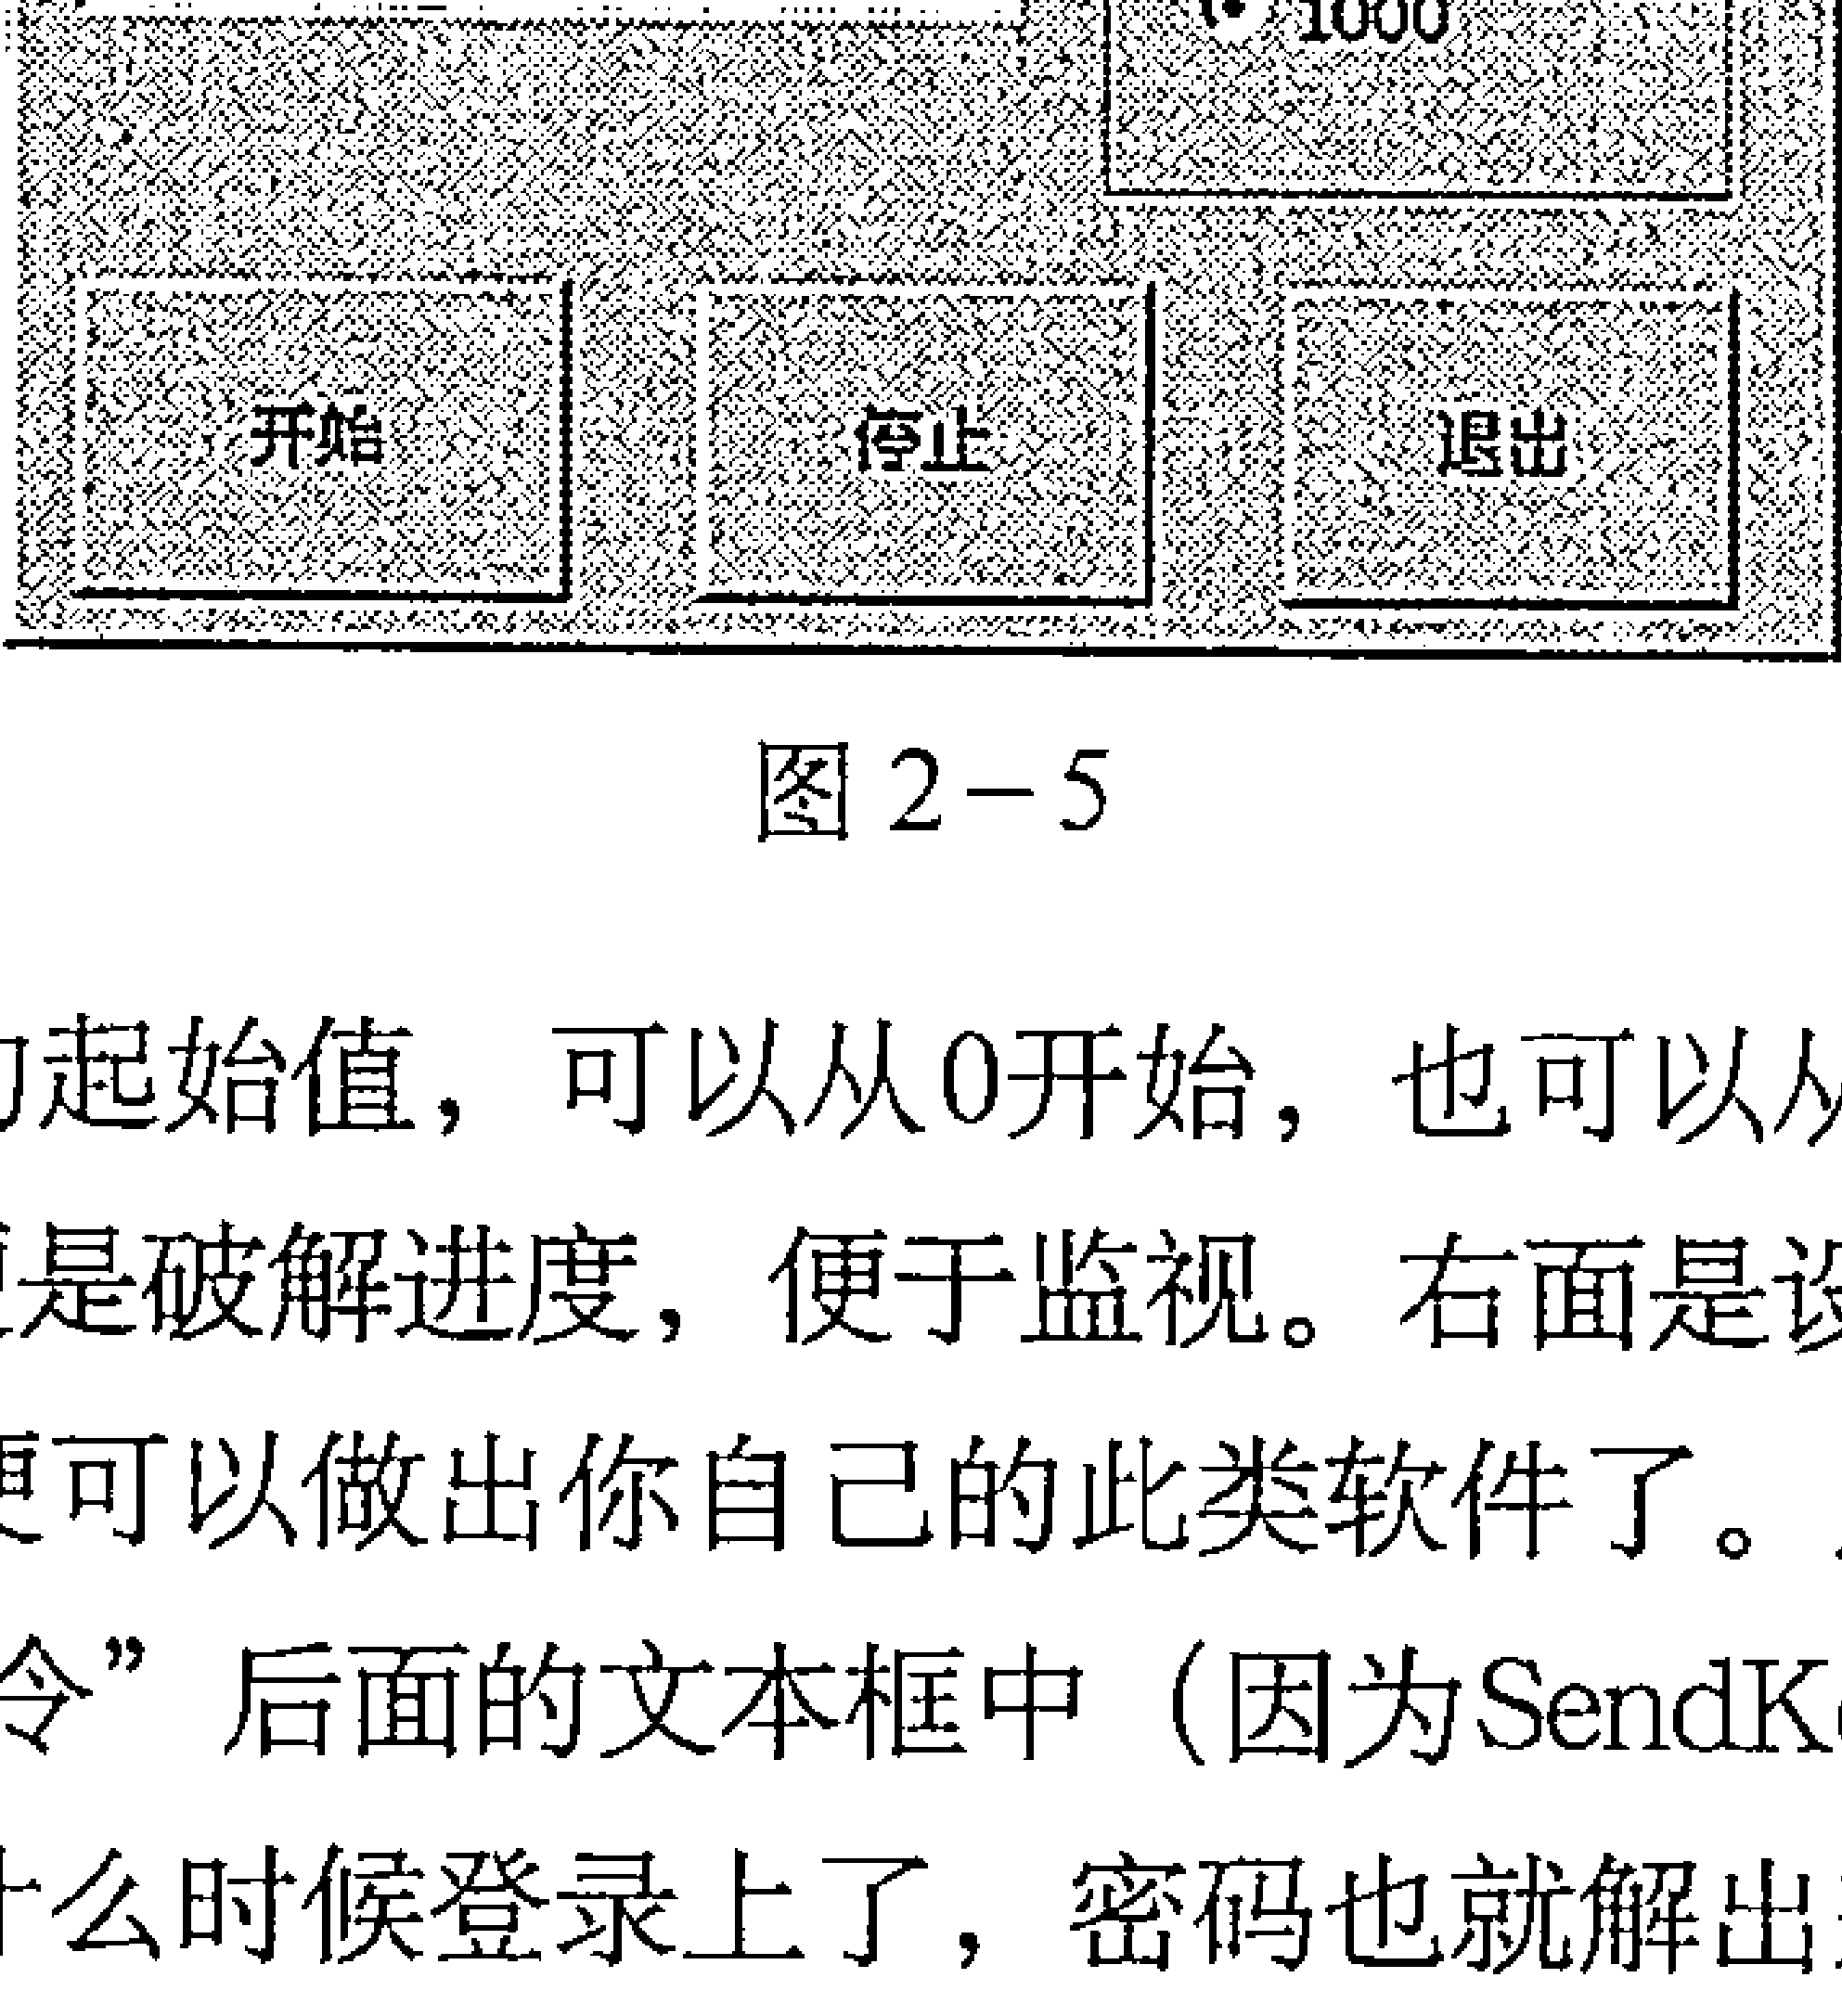 1000
开始 停止 退出
图 2-5
起始值，可以从0开始，也可以从
是破解进度，便于监视。右面是设
便可以做出你自己的此类软件了。
令”后面的文本框中（因为SendKe
什么时候登录上了，密码也就解出